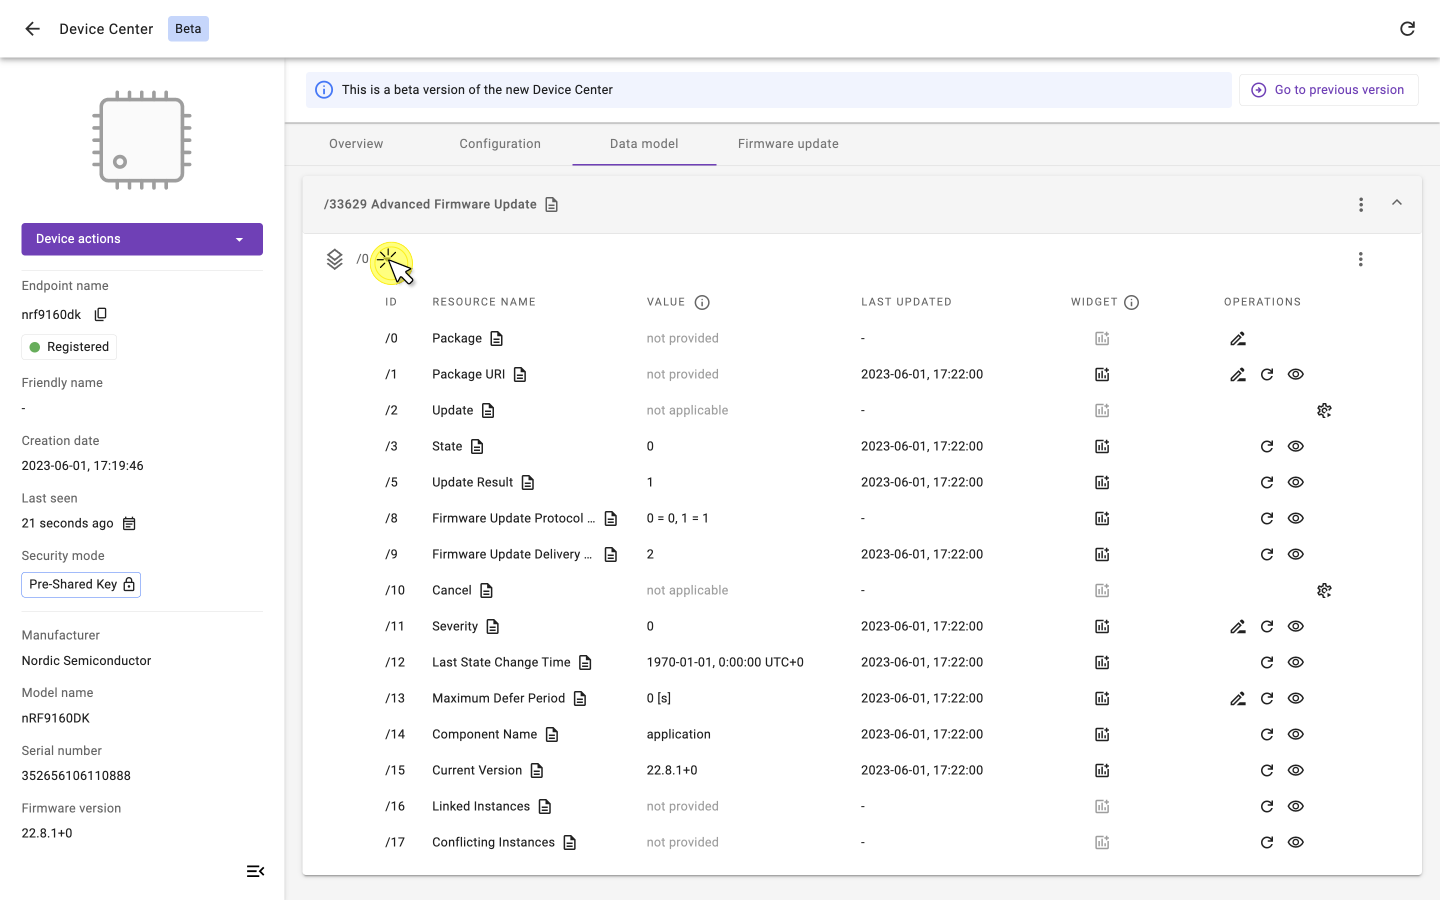 Device Center Beta
This is a beta version of the new Device Center
Go to previous version
Overview Configuration Data model Firmware update
Device actions
Endpoint name
nrf9160dk
Registered
Friendly name
-
Creation date
2023-06-01, 17:19:46
Last seen
21 seconds ago
Security mode
Pre-Shared Key
Manufacturer
Nordic Semiconductor
Model name
nRF9160DK
Serial number
352656106110888
Firmware version
22.8.1+0
/33629 Advanced Firmware Update
/0
ID RESOURCE NAME VALUE LAST UPDATED WIDGET OPERATIONS
/0 Package not provided -
/1 Package URI not provided 2023-06-01, 17:22:00
/2 Update not applicable -
/3 State 0 2023-06-01, 17:22:00
/5 Update Result 1 2023-06-01, 17:22:00
/8 Firmware Update Protocol ... 0 = 0, 1 = 1 -
/9 Firmware Update Delivery ... 2 2023-06-01, 17:22:00
/10 Cancel not applicable -
/11 Severity 0 2023-06-01, 17:22:00
/12 Last State Change Time 1970-01-01, 0:00:00 UTC+0 2023-06-01, 17:22:00
/13 Maximum Defer Period 0 [s] 2023-06-01, 17:22:00
/14 Component Name application 2023-06-01, 17:22:00
/15 Current Version 22.8.1+0 2023-06-01, 17:22:00
/16 Linked Instances not provided -
/17 Conflicting Instances not provided -